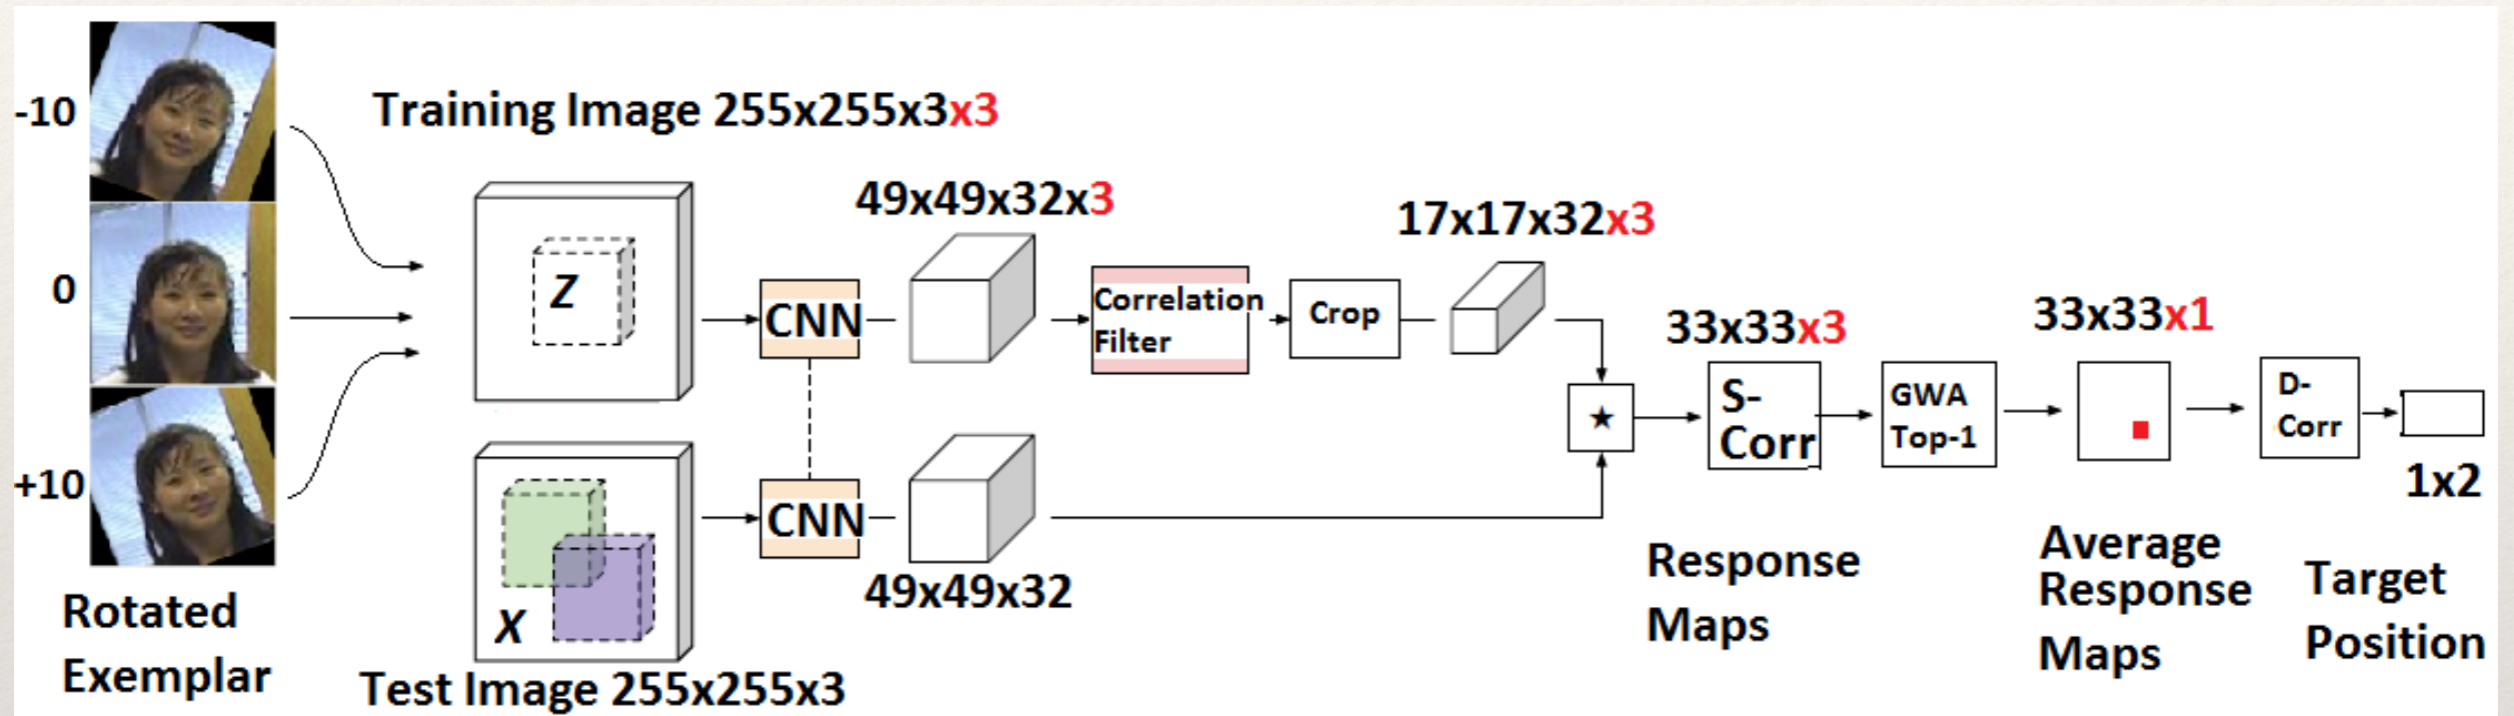 -10
0
+10
Rotated
Exemplar
Training Image 255x255x3x3
Z
X
Test Image 255x255x3
CNN
CNN
49x49x32x3
49x49x32
Correlation
Filter
Crop
17x17x32x3
★
33x33x3
S-
Corr
Response
Maps
GWA
Top-1
33x33x1
Average
Response
Maps
D-
Corr
1x2
Target
Position